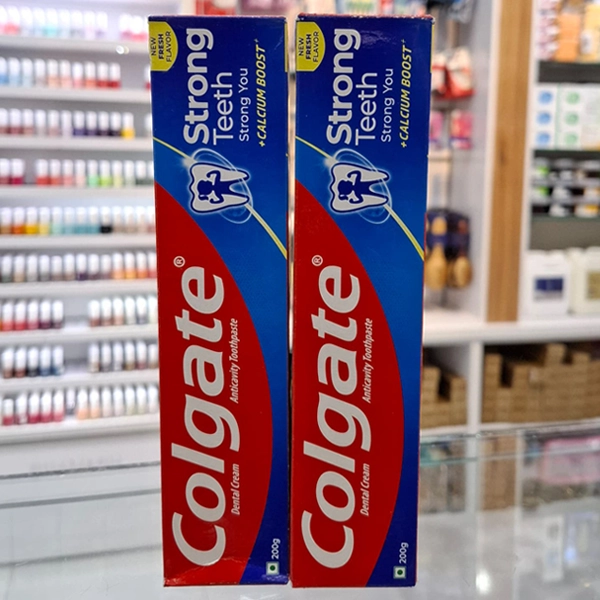 NEW
FRESH
FLAVOR
Strong
Teeth
Strong You
+CALCIUM BOOST*
Colgate®
Dental Cream
Anticavity Toothpaste
200g
NEW
FRESH
FLAVOR
Strong
Teeth
Strong You
+CALCIUM BOOST*
Colgate®
Dental Cream
Anticavity Toothpaste
200g